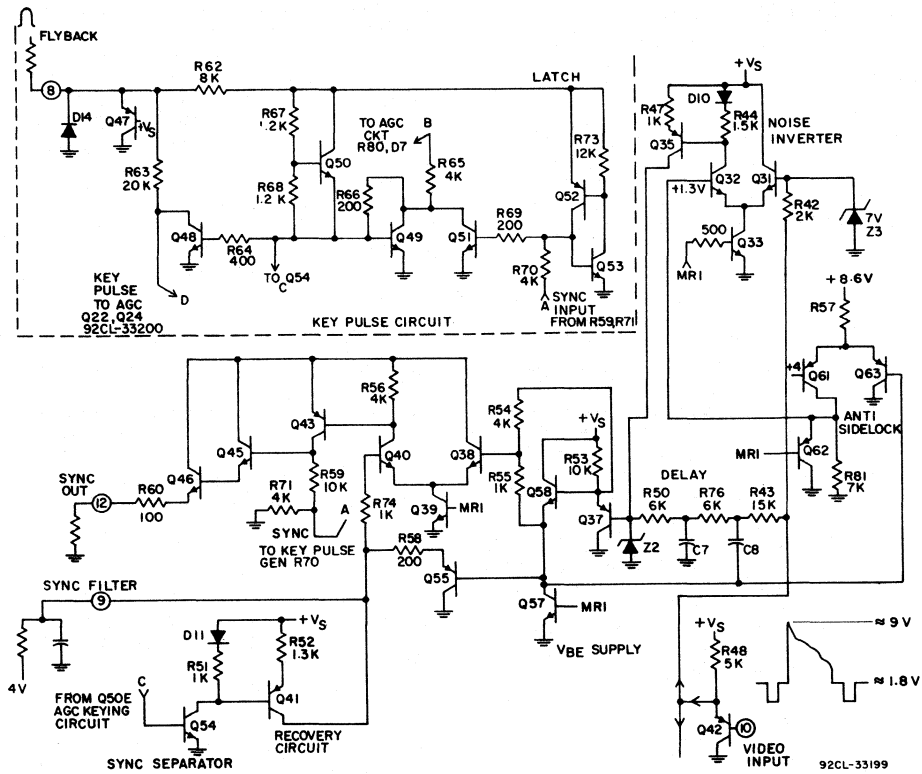 FLYBACK
8
D14
Q47
+VS
R62
8K
R63
20K
Q48
R64
400
R67
1.2K
R68
1.2K
Q50
R66
200
TO AGC
CKT
R80, D7
B
R65
4K
Q49
Q51
R69
200
R70
4K
A
LATCH
R73
12K
Q52
Q53
SYNC
INPUT
FROM R59,R71
TO Q54
C
KEY
PULSE
TO AGC
Q22, Q24
92CL-33200
D
KEY PULSE CIRCUIT
+VS
R47
1K
D10
R44
1.5K
NOISE
INVERTER
Q35
Q32
Q31
+1.3V
R42
2K
7V
Z3
500
Q33
MR1
+8.6V
R57
+4
Q61
Q63
ANTI
SIDELOCK
MR1
Q62
R81
7K
R56
4K
Q43
Q45
Q46
Q40
Q38
R54
4K
+VS
R53
10K
R55
1K
Q58
Q37
DELAY
R50
6K
R76
6K
R43
15K
Z2
C7
C8
SYNC
OUT
12
R60
100
R71
4K
R59
10K
A
SYNC
TO KEY PULSE
GEN R70
R74
1K
Q39
MR1
R58
200
Q55
Q57
MR1
VBE SUPPLY
SYNC FILTER
9
4V
D11
+VS
R51
1K
R52
1.3K
Q41
C
FROM Q50E
AGC KEYING
CIRCUIT
Q54
RECOVERY
CIRCUIT
SYNC SEPARATOR
+VS
R48
5K
Q42
10
VIDEO
INPUT
≈ 9V
≈ 1.8V
92CL-33199